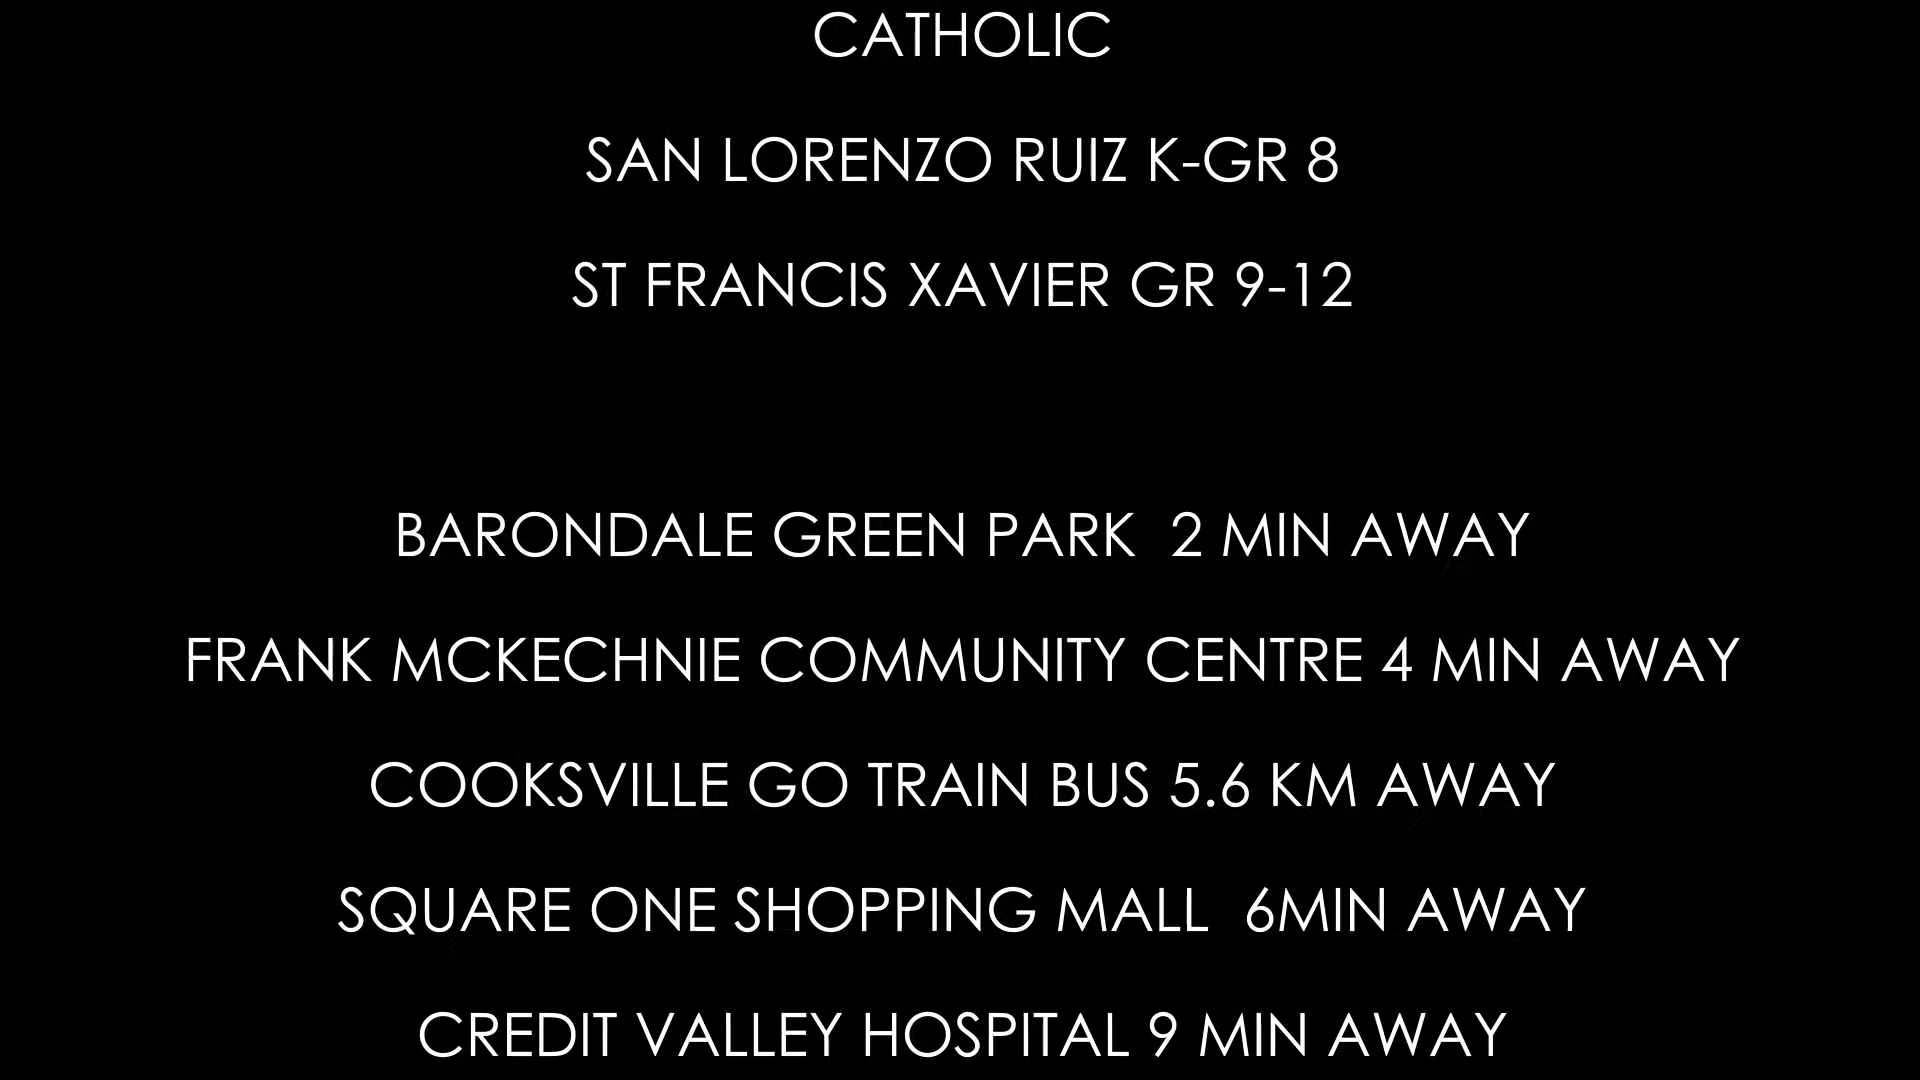 CATHOLIC
SAN LORENZO RUIZ K-GR 8
ST FRANCIS XAVIER GR 9-12
BARONDALE GREEN PARK  2 MIN AWAY
FRANK MCKECHNIE COMMUNITY CENTRE 4 MIN AWAY
COOKSVILLE GO TRAIN BUS 5.6 KM AWAY
SQUARE ONE SHOPPING MALL  6MIN AWAY
CREDIT VALLEY HOSPITAL 9 MIN AWAY